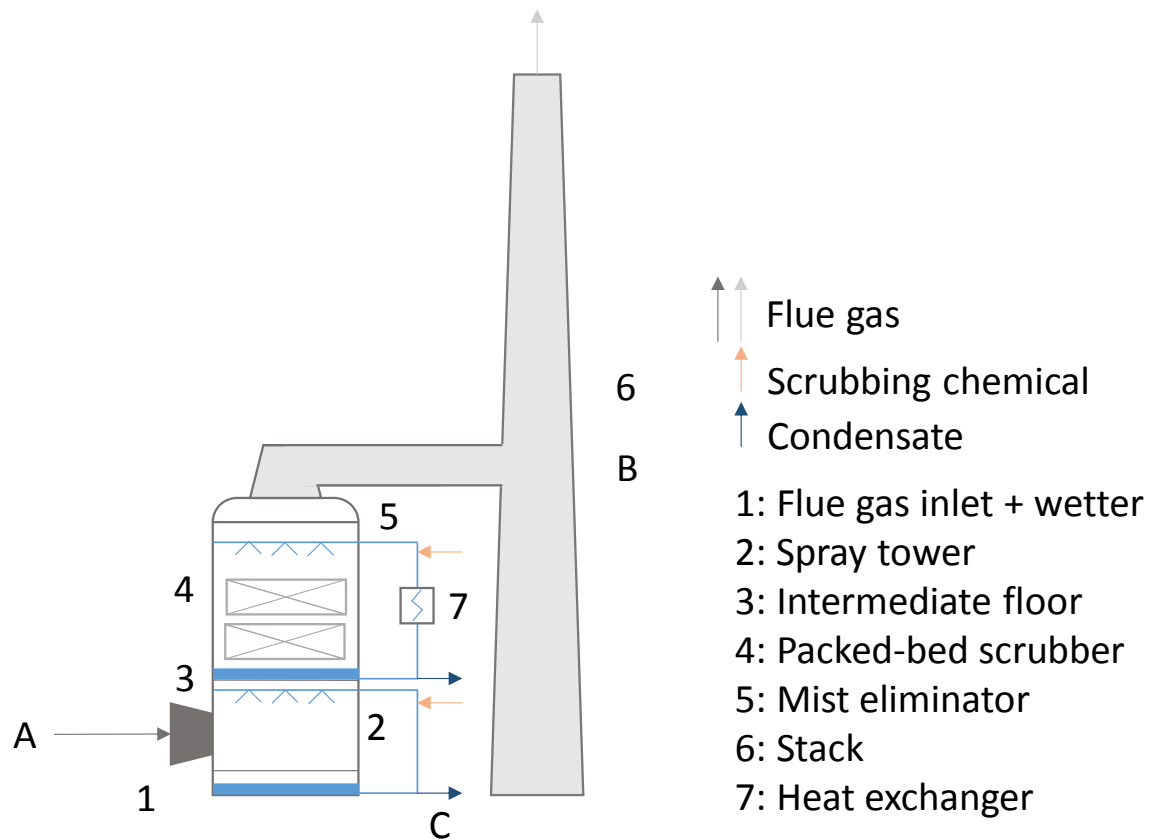 Flue gas
Scrubbing chemical
Condensate
1: Flue gas inlet + wetter
2: Spray tower
3: Intermediate floor
4: Packed-bed scrubber
5: Mist eliminator
6: Stack
7: Heat exchanger
6
B
5
4
7
3
2
A
1
C